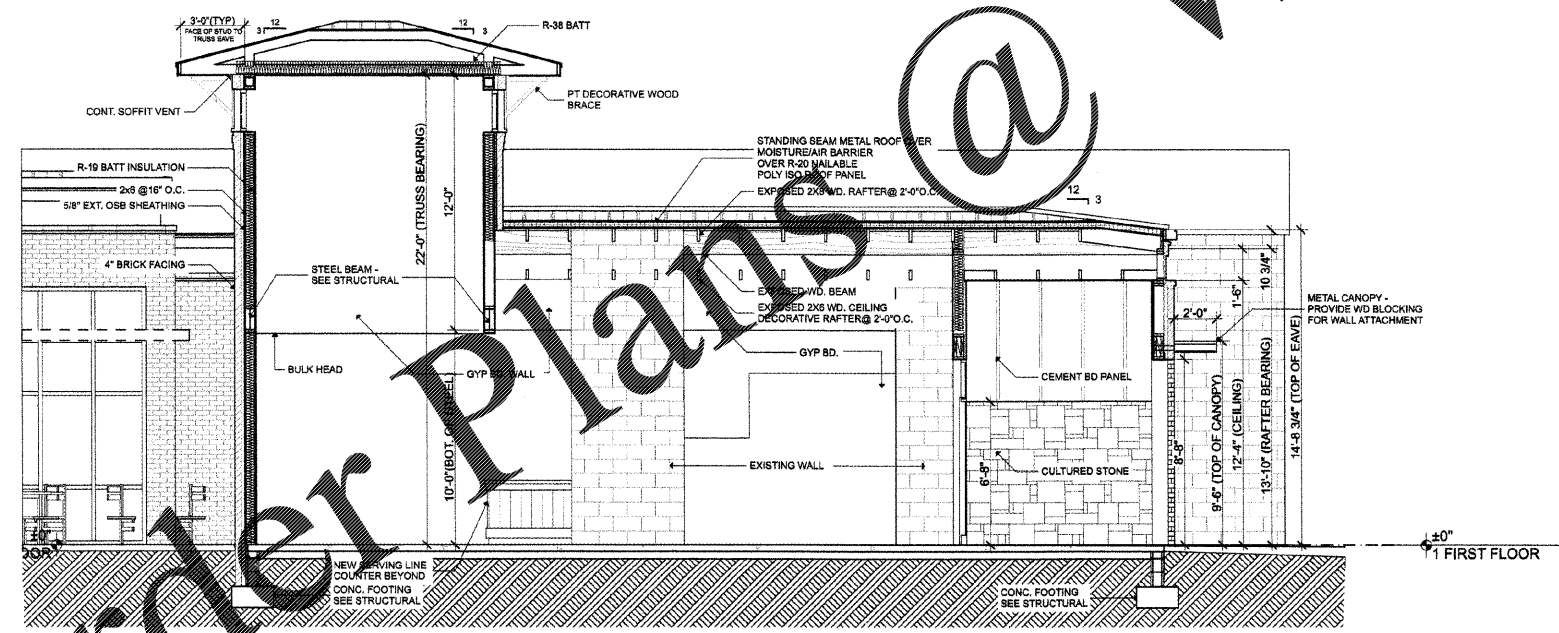 3'-0"(TYP)
FACE OF STUD TO
TRUSS EAVE
12
3
12
3
R-38 BATT
CONT. SOFFIT VENT
PT DECORATIVE WOOD
BRACE
R-19 BATT INSULATION
2x6 @16" O.C.
5/8" EXT. OSB SHEATHING
4" BRICK FACING
STEEL BEAM -
SEE STRUCTURAL
22'-0" (TRUSS BEARING)
12'-0"
STANDING SEAM METAL ROOF OVER
MOISTURE/AIR BARRIER
OVER R-20 NAILABLE
POLY ISO ROOF PANEL
EXPOSED 2X8 WD. RAFTER@ 2'-0"O.C.
12
3
EXPOSED WD. BEAM
EXPOSED 2X6 WD. CEILING
DECORATIVE RAFTER@ 2'-0"O.C.
GYP BD.
BULK HEAD
GYP BD. WALL
10'-0"(BOT. OF STEEL)
EXISTING WALL
CEMENT BD PANEL
CULTURED STONE
6'-8"
8'-8"
2'-0"
1'-6"
10 3/4"
METAL CANOPY -
PROVIDE WD BLOCKING
FOR WALL ATTACHMENT
9'-6" (TOP OF CANOPY)
12'-4" (CEILING)
13'-10" (RAFTER BEARING)
14'-8 3/4" (TOP OF EAVE)
±0"
±0"
1 FIRST FLOOR
NEW SERVING LINE
COUNTER BEYOND
CONC. FOOTING
SEE STRUCTURAL
CONC. FOOTING
SEE STRUCTURAL
rder Plans @